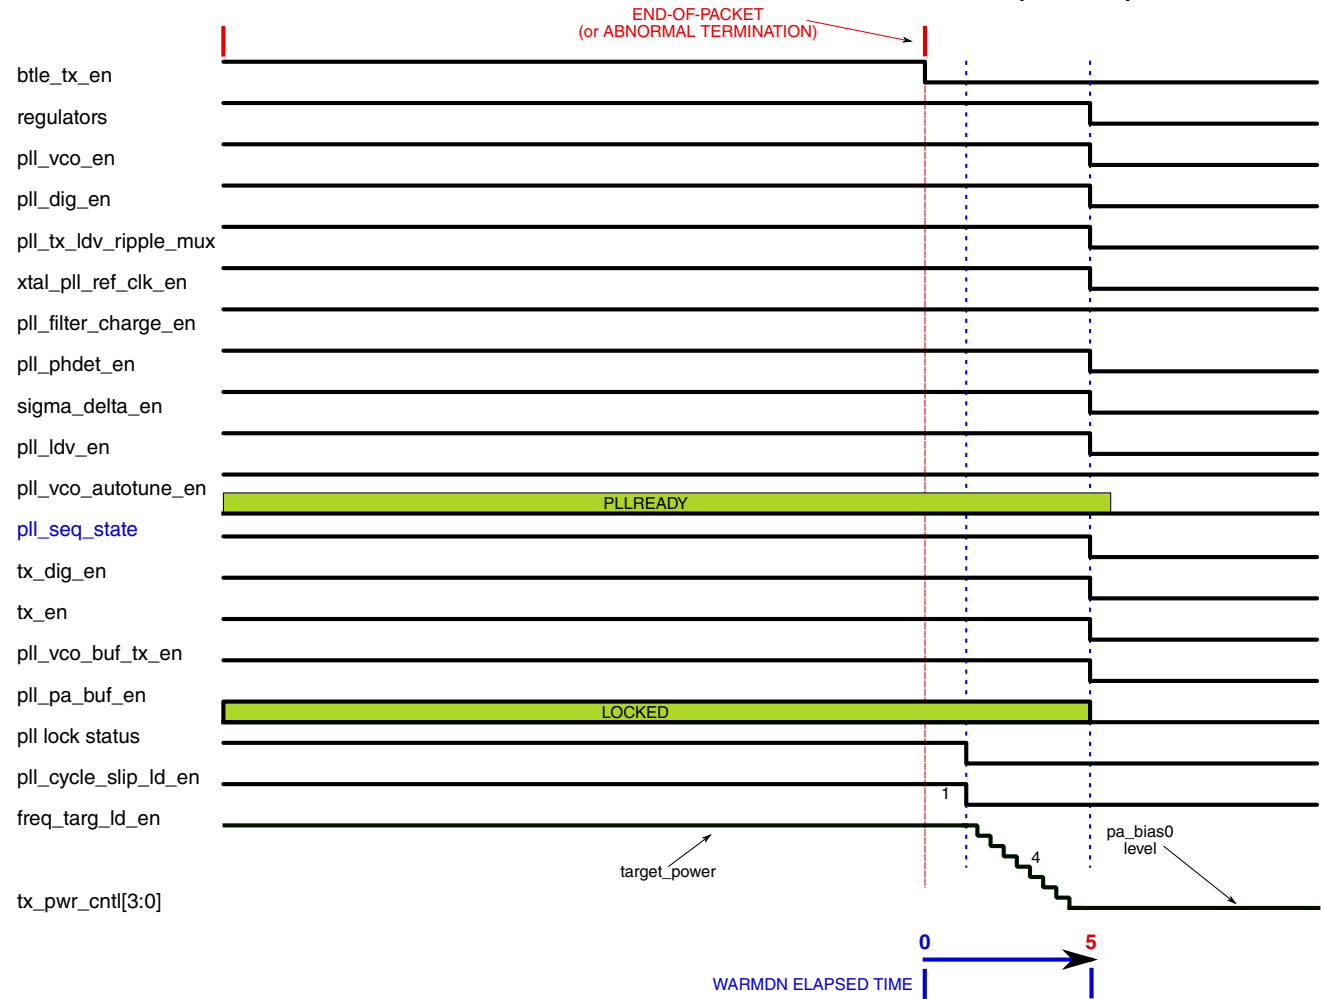 END-OF-PACKET
(or ABNORMAL TERMINATION)
btle_tx_en
regulators
pll_vco_en
pll_dig_en
pll_tx_ldv_ripple_mux
xtal_pll_ref_clk_en
pll_filter_charge_en
pll_phdet_en
sigma_delta_en
pll_ldv_en
pll_vco_autotune_en
PLLREADY
pll_seq_state
tx_dig_en
tx_en
pll_vco_buf_tx_en
pll_pa_buf_en
LOCKED
pll lock status
pll_cycle_slip_ld_en
1
freq_targ_ld_en
pa_bias0
level
4
target_power
tx_pwr_cntl[3:0]
0 5
WARMDN ELAPSED TIME